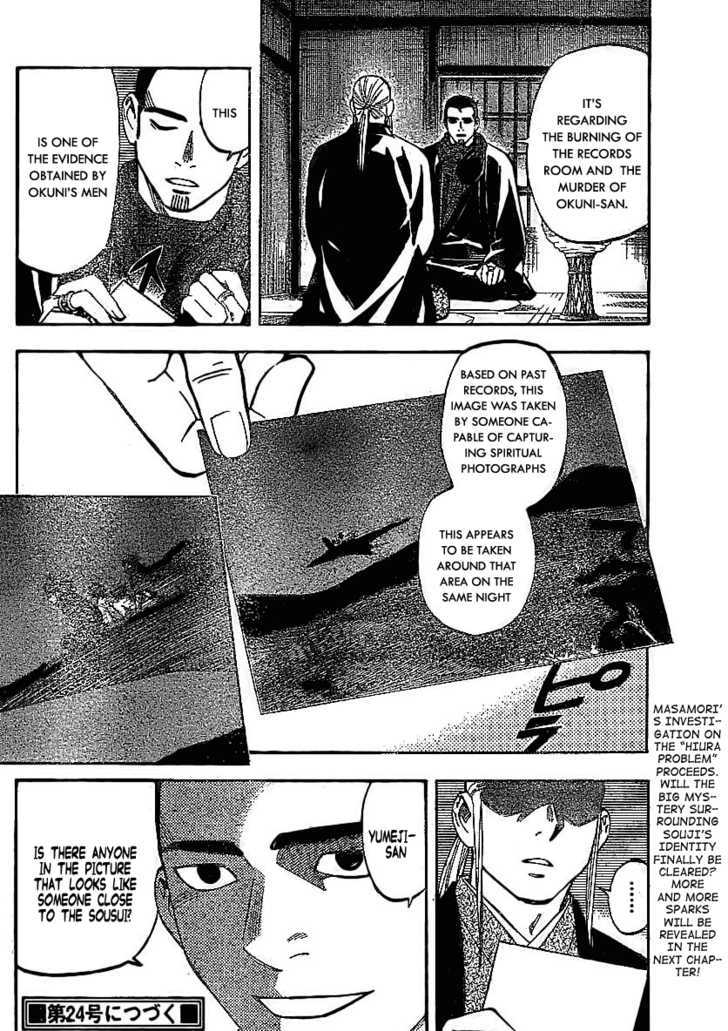 IT'S
REGARDING
THE BURNING OF
THE RECORDS
ROOM AND THE
MURDER OF
OKUNI-SAN.
THIS
IS ONE OF
THE EVIDENCE
OBTAINED BY
OKUNI'S MEN
BASED ON PAST
RECORDS, THIS
IMAGE WAS TAKEN
BY SOMEONE CA-
PABLE OF CAPTUR-
ING SPIRITUAL
PHOTOGRAPHS
THIS APPEARS
TO BE TAKEN
AROUND THAT
AREA ON THE
SAME NIGHT
ピラ
......
YUMEJI-
SAN
IS THERE ANYONE
IN THE PICTURE
THAT LOOKS LIKE
SOMEONE CLOSE
TO THE SOUSUI?
■第24号につづく■
MASAMORI'
S INVESTI-
GATION ON
THE "HIURA
PROBLEM"
PROCEEDS.
WILL THE
BIG MYS-
TERY SUR-
ROUNDING
SOUJI'S
IDENTITY
FINALLY BE
CLEARED?
MORE
AND MORE
SPARKS
WILL BE
REVEALED
IN THE
NEXT CHAP-
TER!